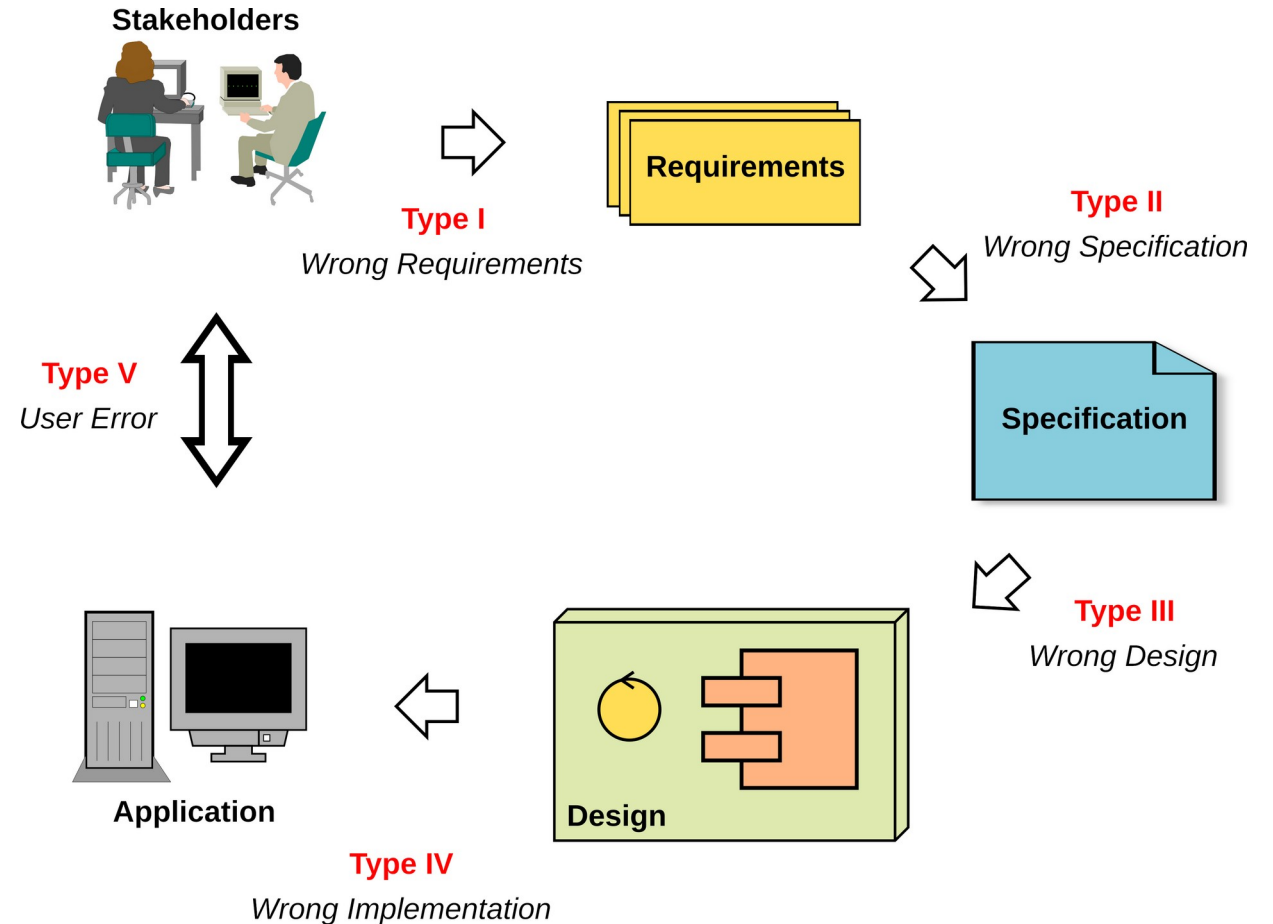 Stakeholders
Requirements
Type I
Wrong Requirements
Type II
Wrong Specification
Specification
Type III
Wrong Design
Design
Type IV
Wrong Implementation
Application
Type V
User Error